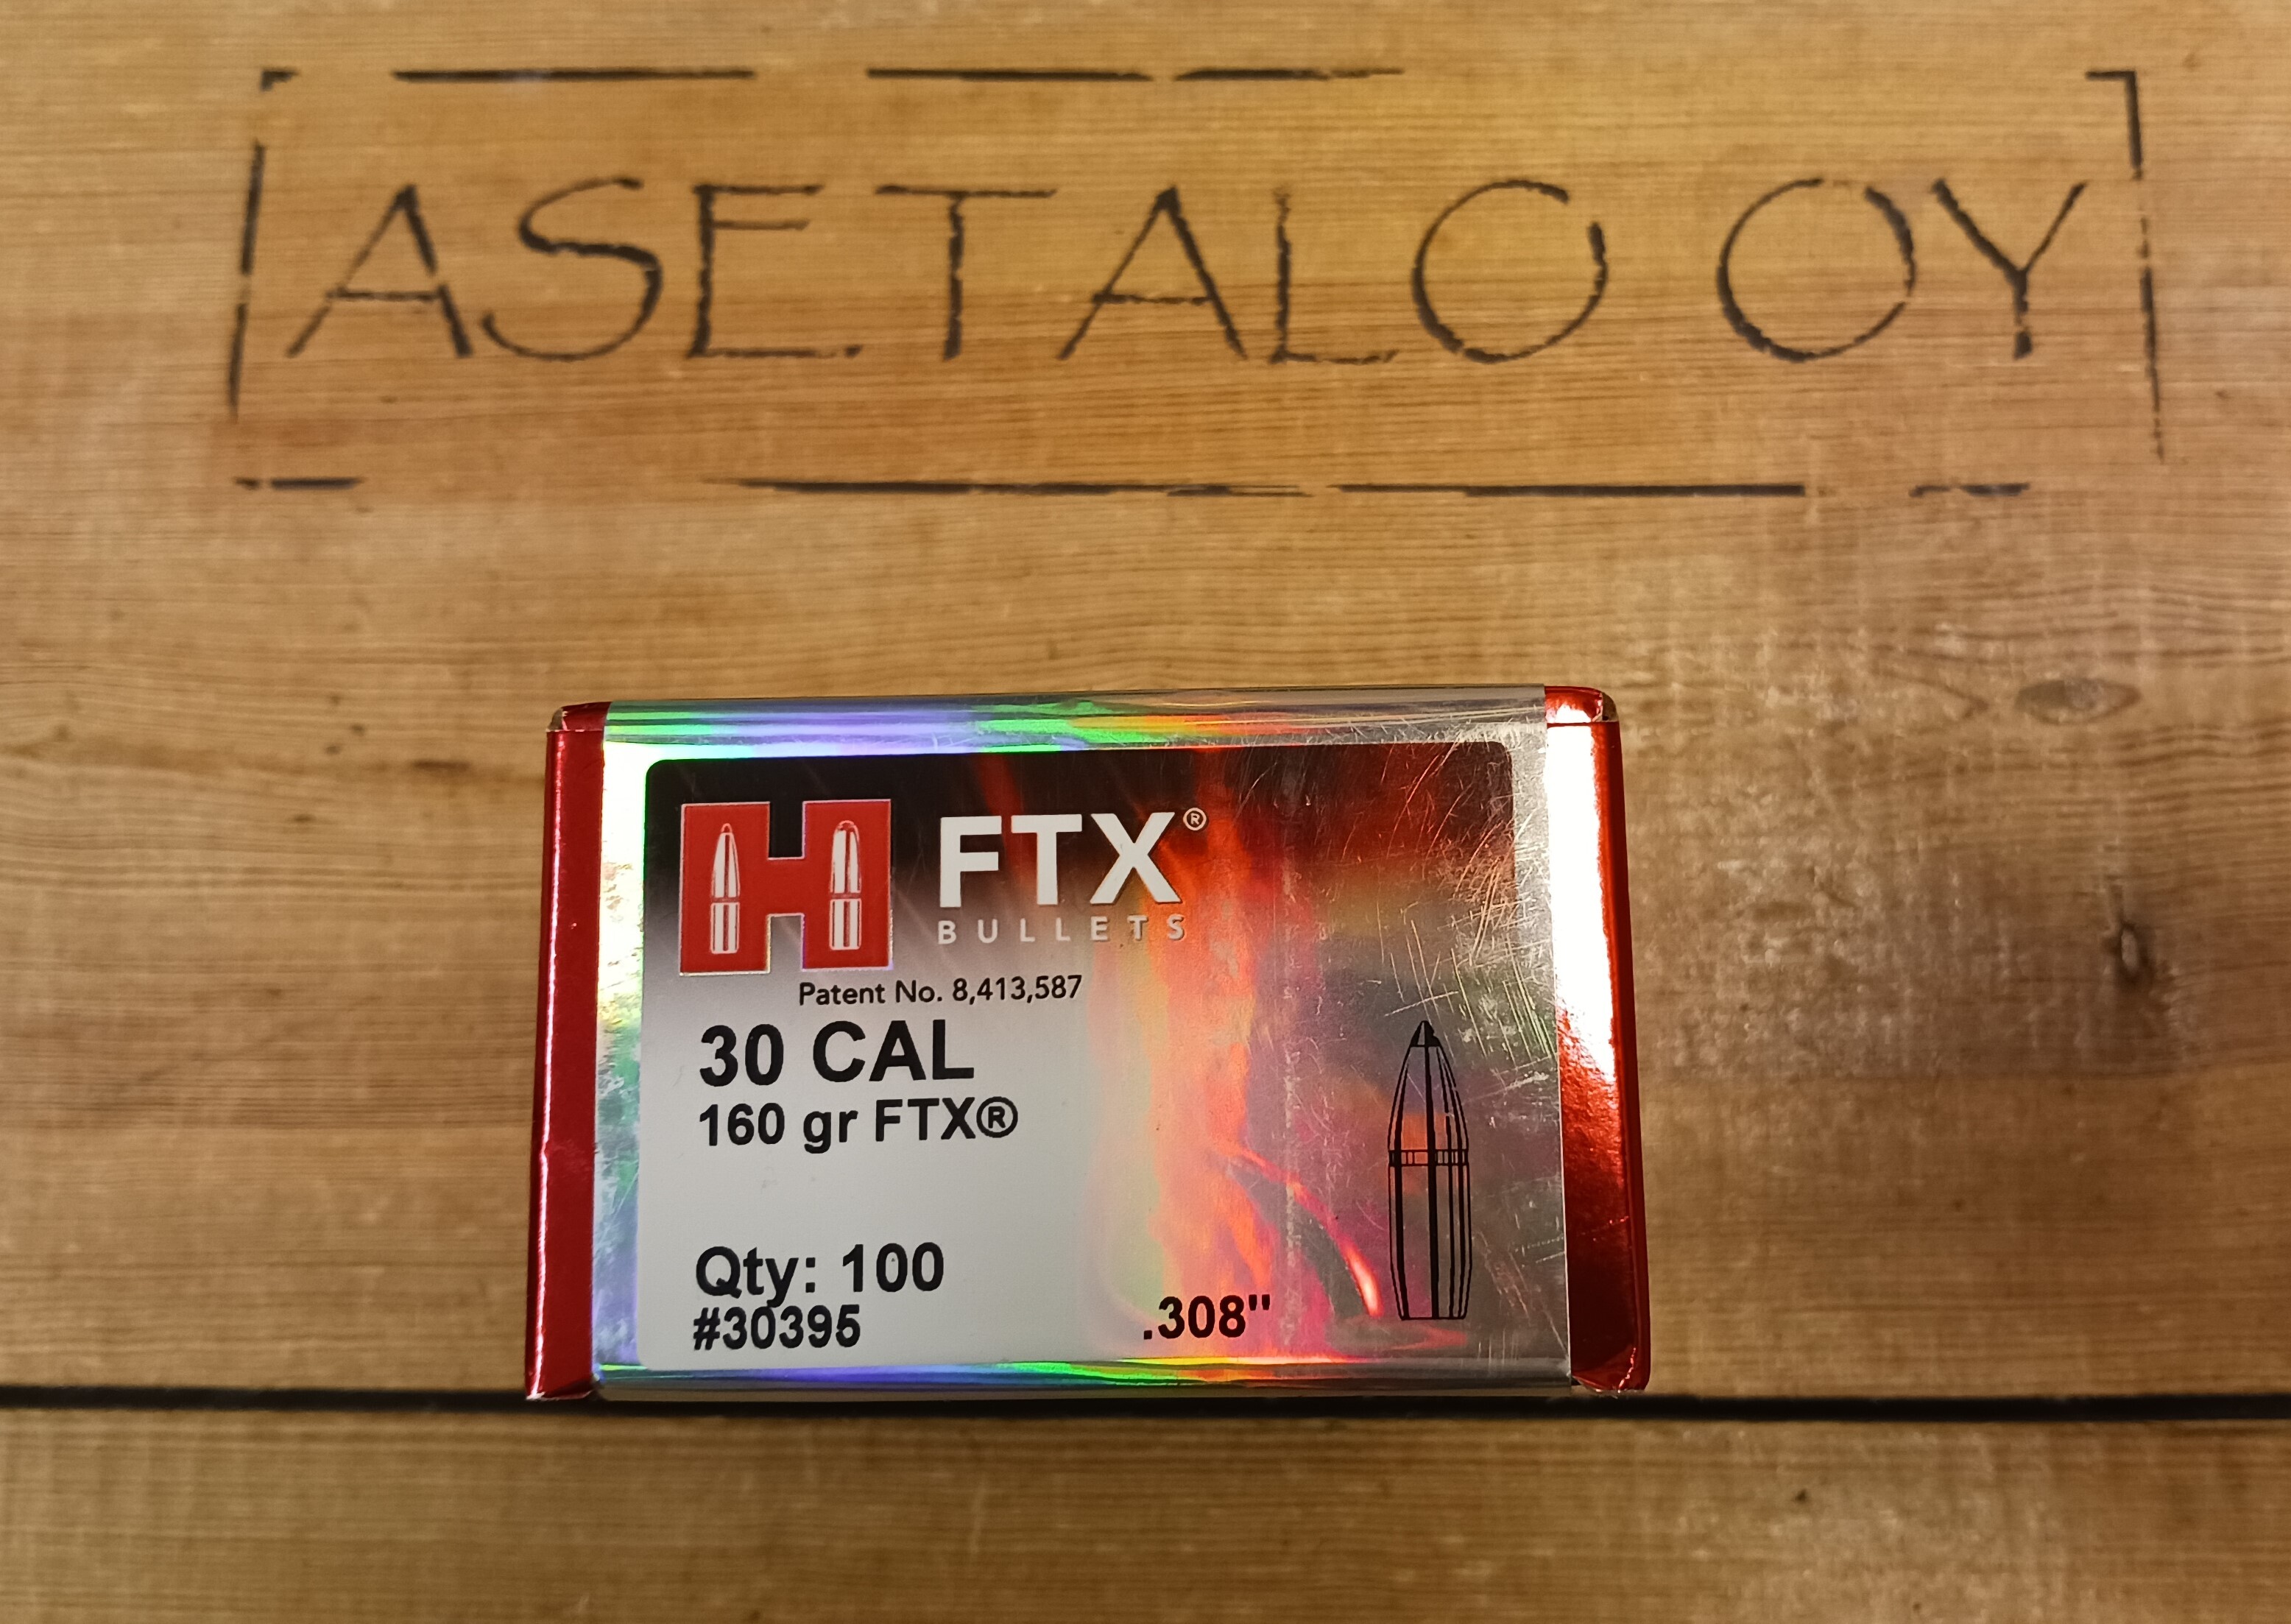 ASETALO OY
FTX®
BULLETS
Patent No. 8,413,587
30 CAL
160 gr FTX®
Qty: 100
#30395
.308"